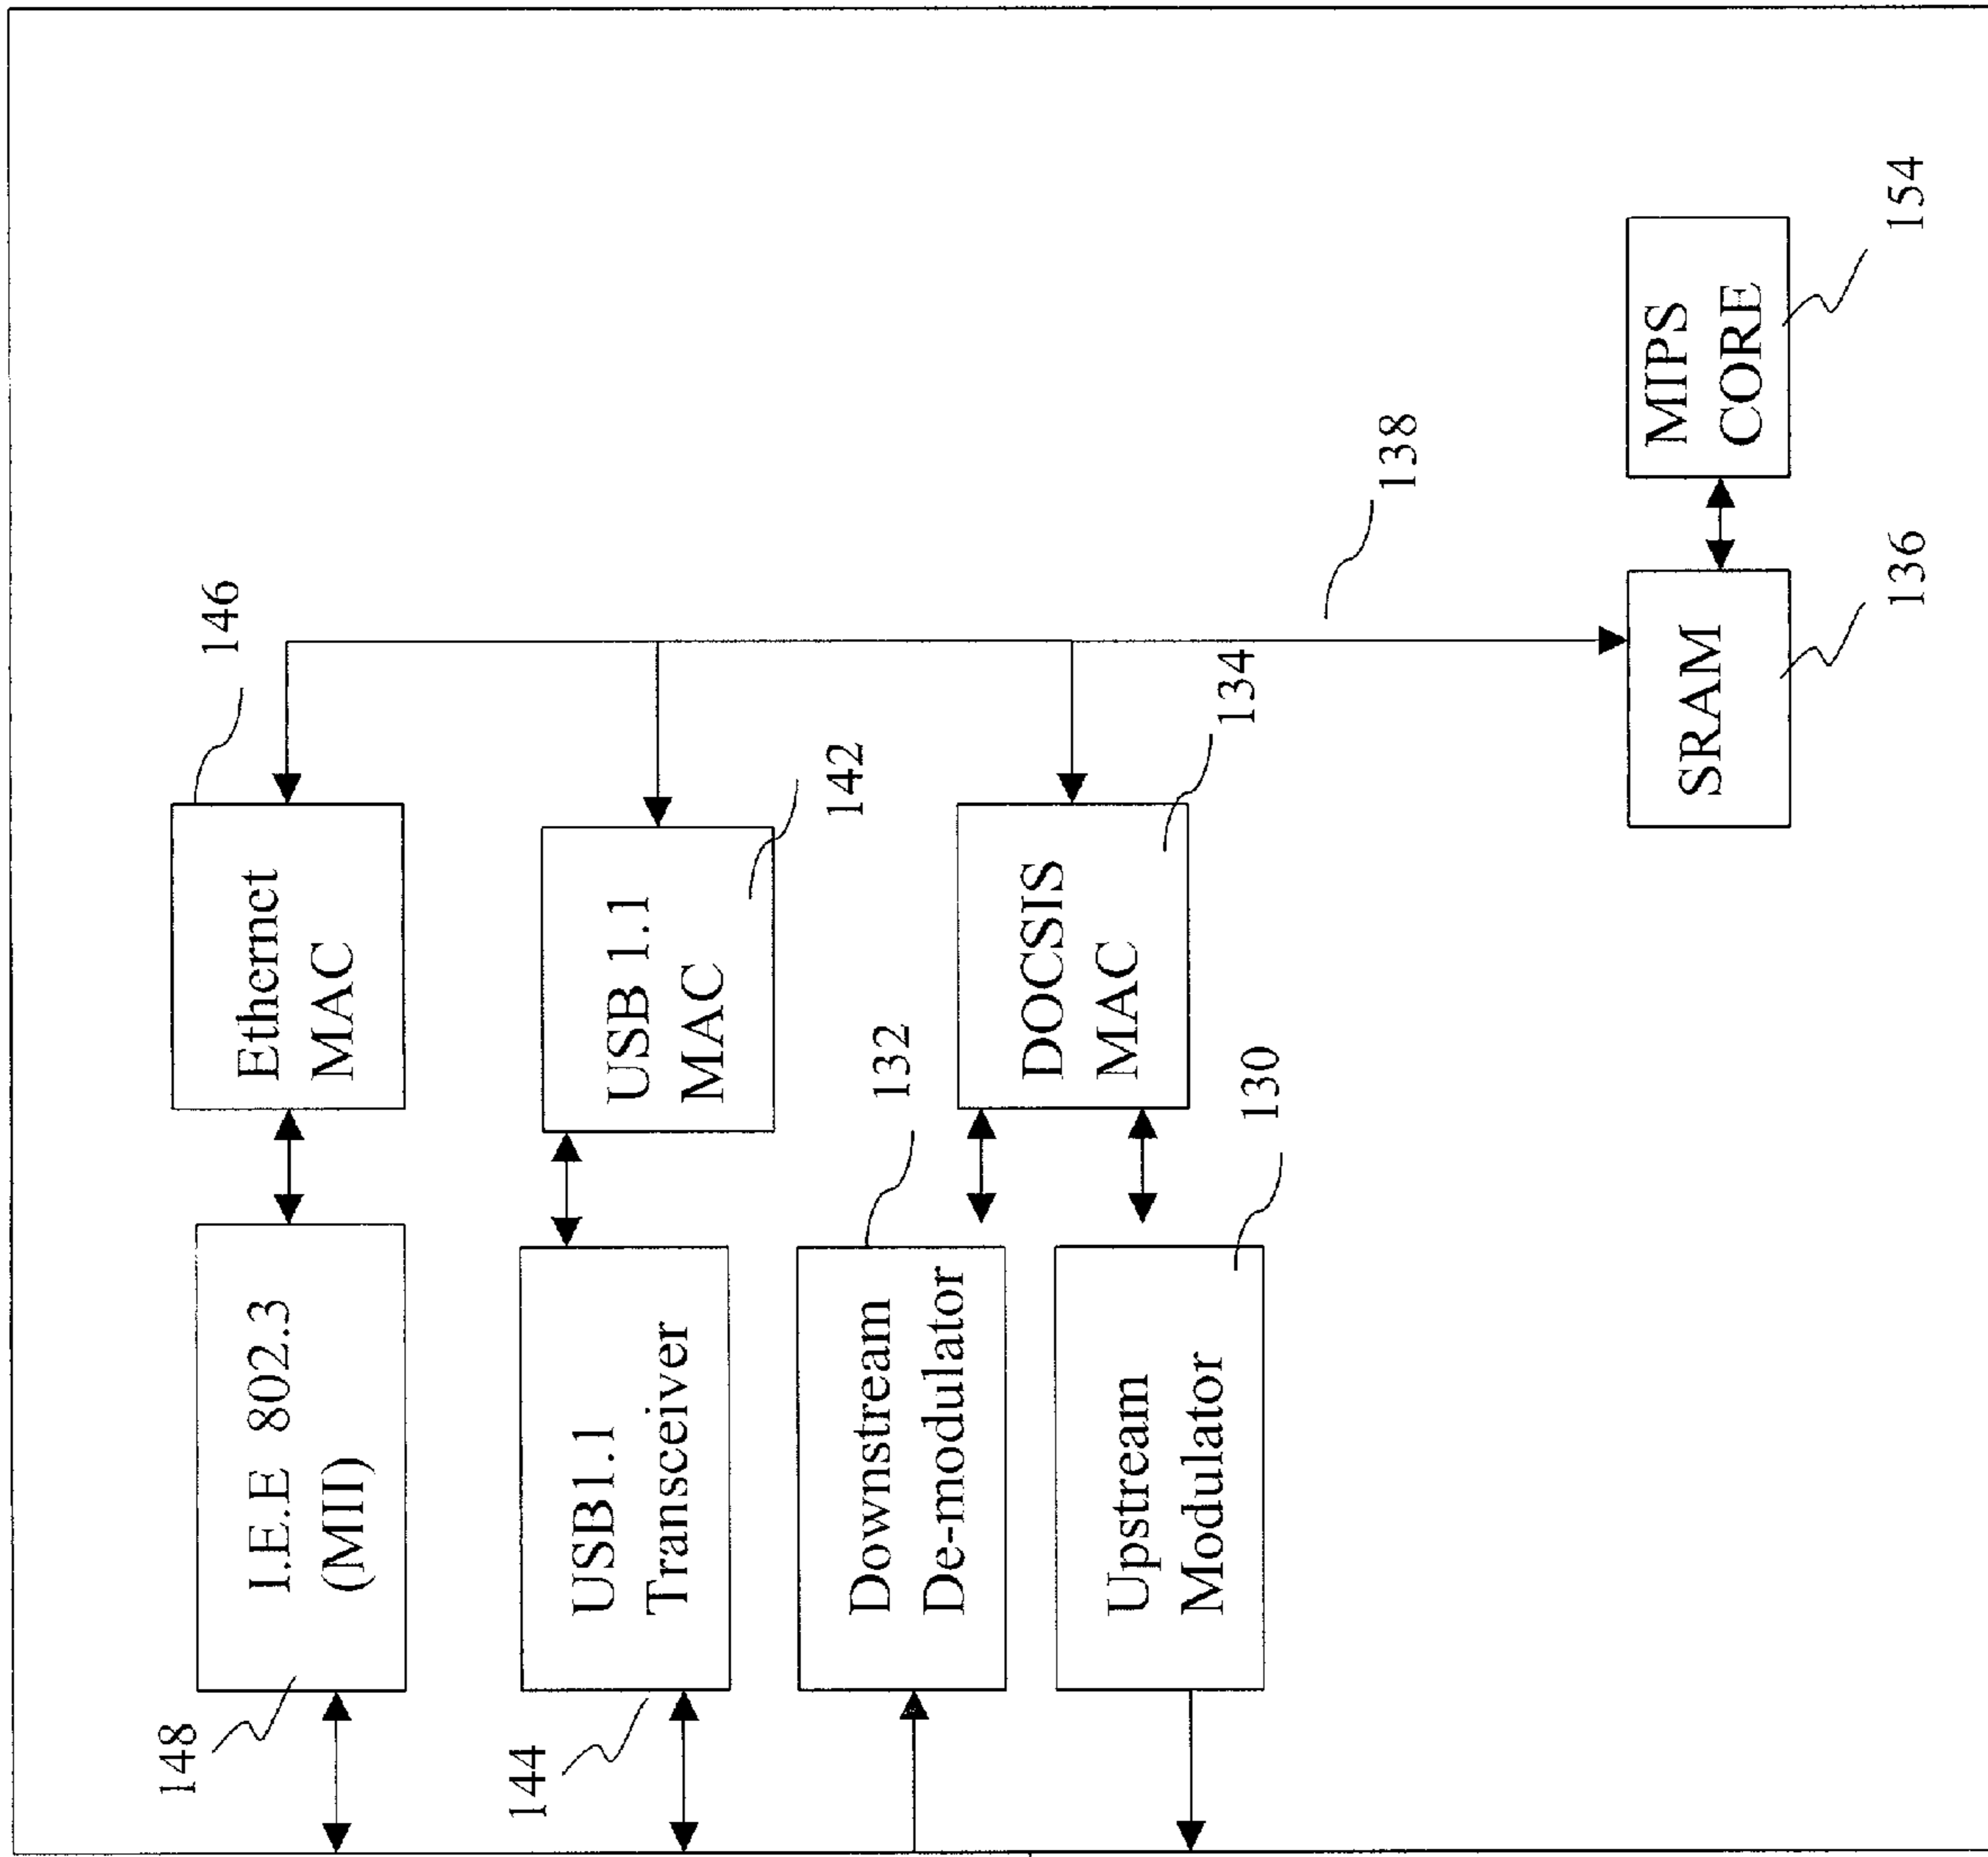 148
I.E.E 802.3
(MII)
Ethernet
MAC
146
144
USB1.1
Transceiver
USB 1.1
MAC
142
Downstream
De-modulator
132
DOCSIS
MAC
134
Upstream
Modulator
130
138
SRAM
136
MIPS
CORE
154